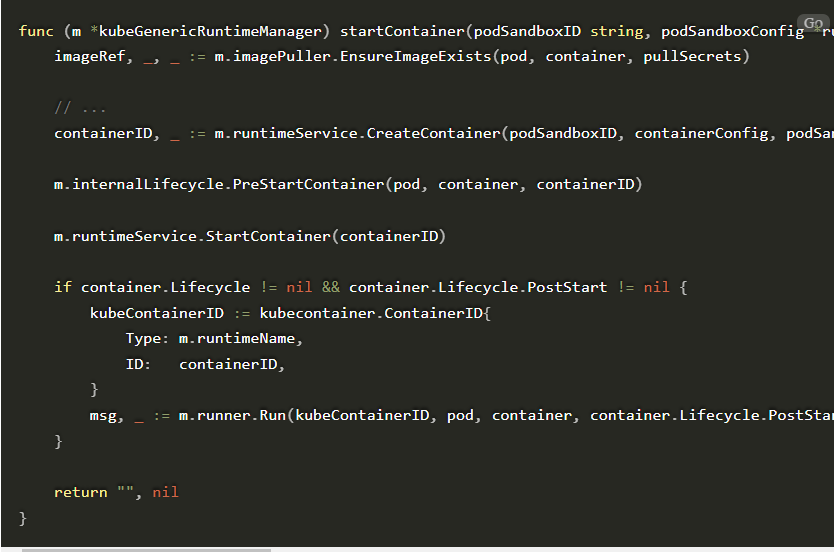 Go
func (m *kubeGenericRuntimeManager) startContainer(podSandboxID string, podSandboxConfig *ru
    imageRef, _, _ := m.imagePuller.EnsureImageExists(pod, container, pullSecrets)
    // ...
    containerID, _ := m.runtimeService.CreateContainer(podSandboxID, containerConfig, podSan
    m.internalLifecycle.PreStartContainer(pod, container, containerID)
    m.runtimeService.StartContainer(containerID)
    if container.Lifecycle != nil && container.Lifecycle.PostStart != nil {
        kubeContainerID := kubecontainer.ContainerID{
            Type: m.runtimeName,
            ID:   containerID,
        }
        msg, _ := m.runner.Run(kubeContainerID, pod, container, container.Lifecycle.PostStar
    }
    return "", nil
}